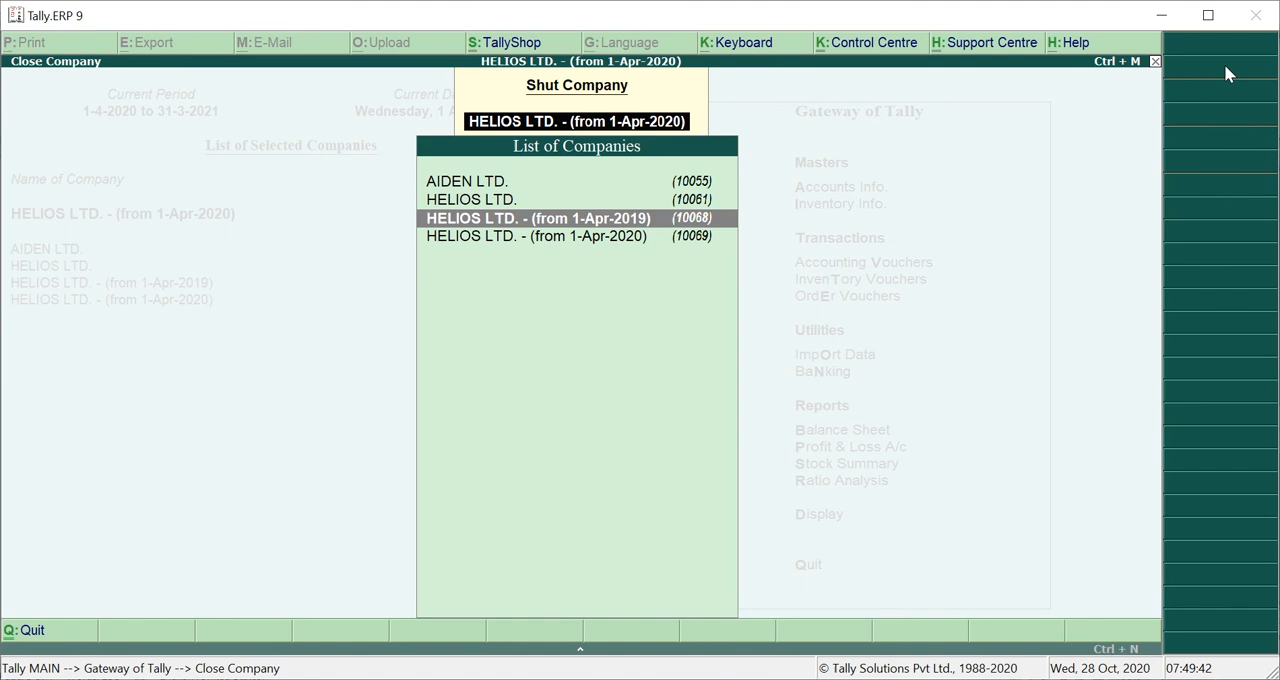 Tally.ERP 9
P: Print
E: Export
M: E-Mail
O: Upload
S: TallyShop
G: Language
K: Keyboard
K: Control Centre
H: Support Centre
H: Help
Close Company
HELIOS LTD. - (from 1-Apr-2020)
Ctrl + M
Shut Company
HELIOS LTD. - (from 1-Apr-2020)
List of Companies
AIDEN LTD. (10055)
HELIOS LTD. (10061)
HELIOS LTD. - (from 1-Apr-2019) (10068)
HELIOS LTD. - (from 1-Apr-2020) (10069)
Current Period
1-4-2020 to 31-3-2021
Current D
Wednesday, 1 A
List of Selected Companies
Name of Company
HELIOS LTD. - (from 1-Apr-2020)
AIDEN LTD.
HELIOS LTD.
HELIOS LTD. - (from 1-Apr-2019)
HELIOS LTD. - (from 1-Apr-2020)
Gateway of Tally
Masters
Accounts Info.
Inventory Info.
Transactions
Accounting Vouchers
InvenTory Vouchers
OrdEr Vouchers
Utilities
ImpOrt Data
BaNking
Reports
Balance Sheet
Profit & Loss A/c
Stock Summary
Ratio Analysis
Display
Quit
Q: Quit
Ctrl + N
Tally MAIN --> Gateway of Tally --> Close Company
© Tally Solutions Pvt Ltd., 1988-2020
Wed, 28 Oct, 2020
07:49:42